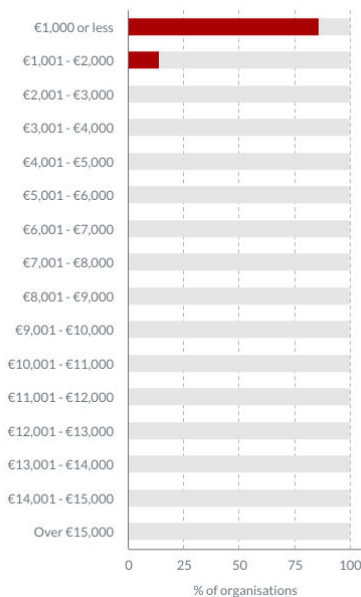 €1,000 or less
€1,001 - €2,000
€2,001 - €3,000
€3,001 - €4,000
€4,001 - €5,000
€5,001 - €6,000
€6,001 - €7,000
€7,001 - €8,000
€8,001 - €9,000
€9,001 - €10,000
€10,001 - €11,000
€11,001 - €12,000
€12,001 - €13,000
€13,001 - €14,000
€14,001 - €15,000
Over €15,000
0 25 50 75 100
% of organisations